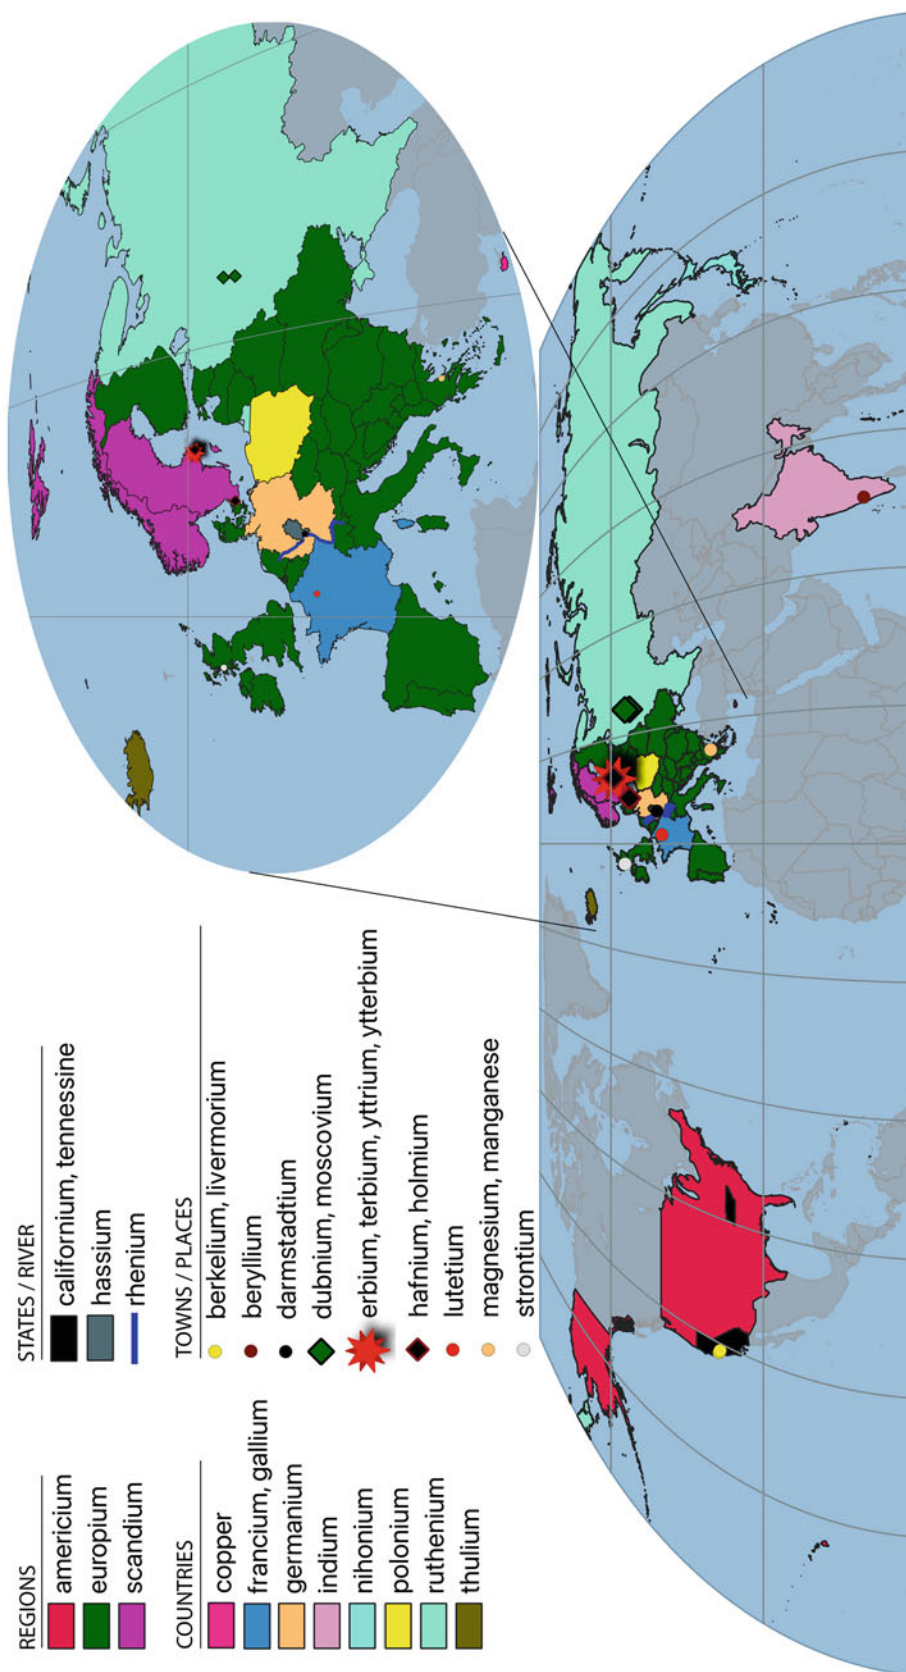 REGIONS
americium
europium
scandium
COUNTRIES
copper
francium, gallium
germanium
indium
nihonium
polonium
ruthenium
thulium
STATES / RIVER
californium, tennessine
hassium
rhenium
TOWNS / PLACES
berkelium, livermorium
beryllium
darmstadtium
dubnium, moscovium
erbium, terbium, yttrium, ytterbium
hafnium, holmium
lutetium
magnesium, manganese
strontium